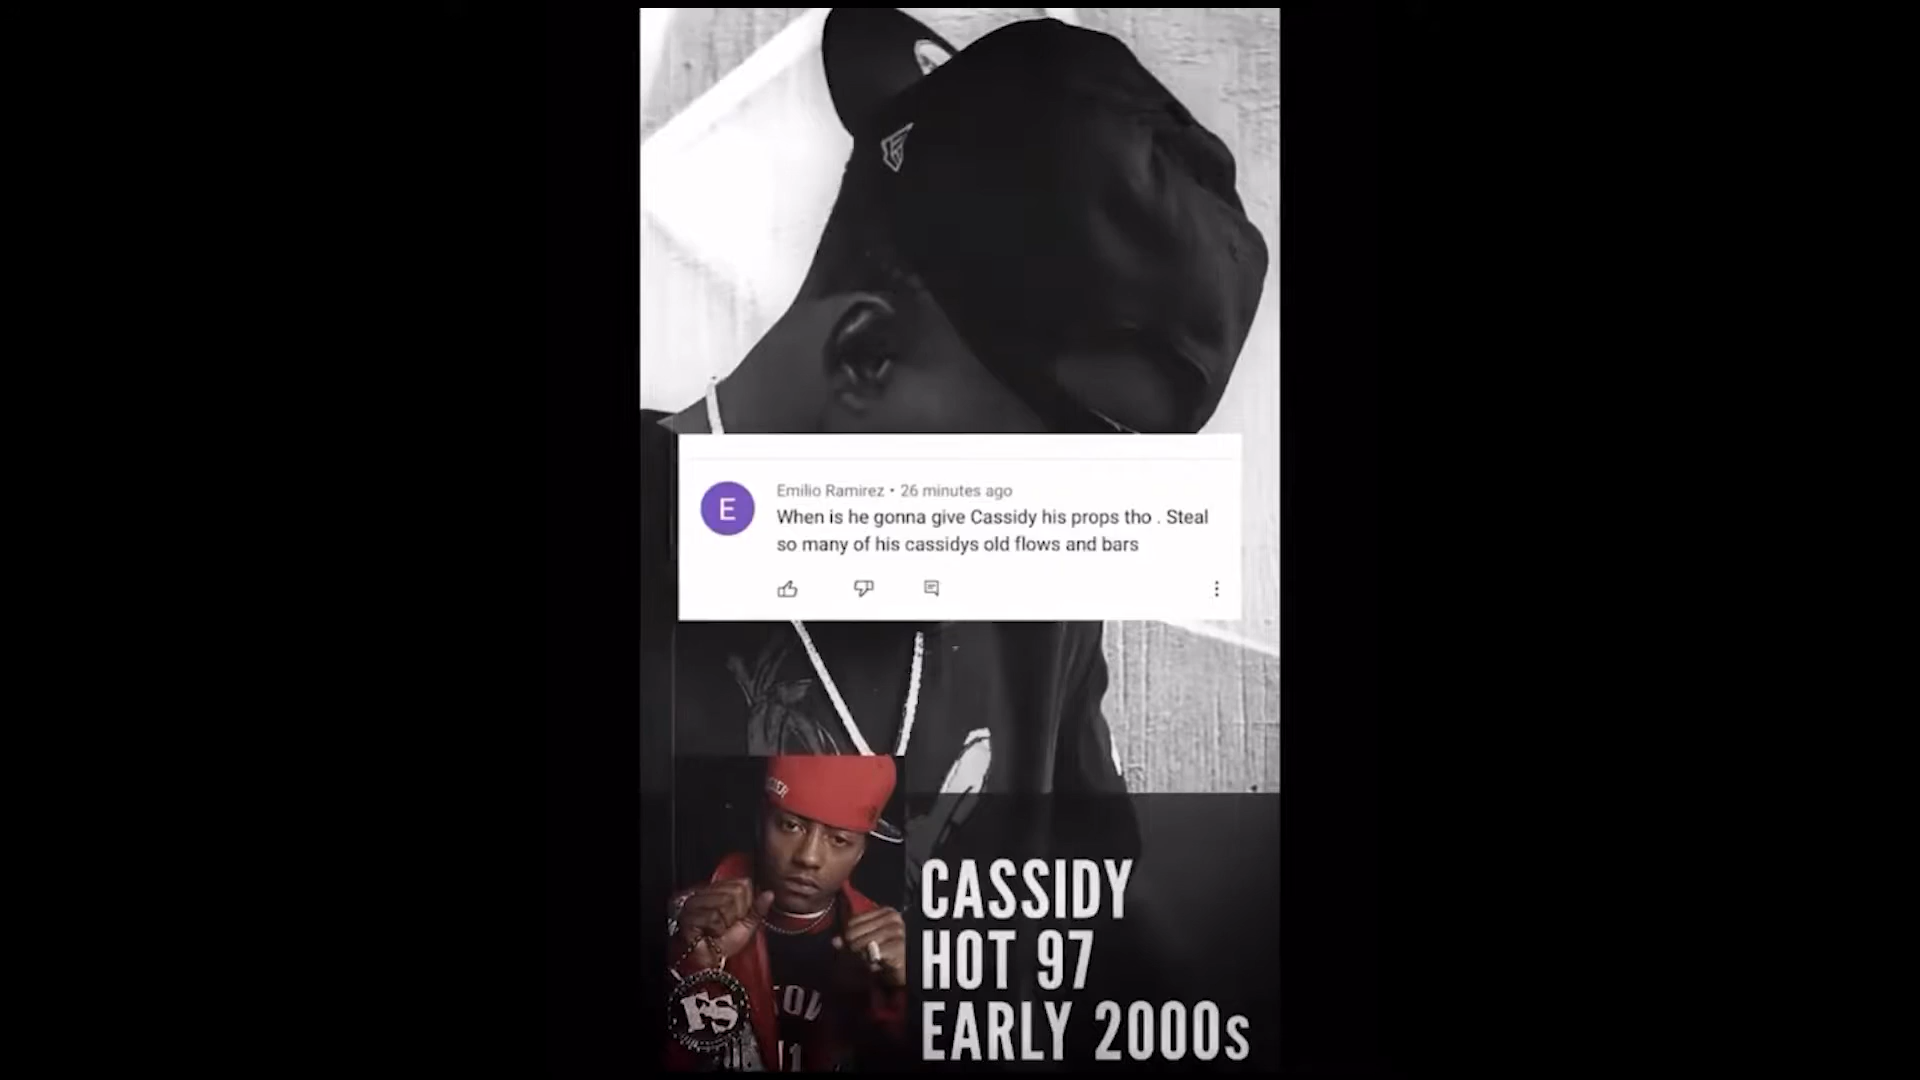 Emilio Ramirez • 26 minutes ago
E
When is he gonna give Cassidy his props tho . Steal
so many of his cassidys old flows and bars
FS
CASSIDY
HOT 97
EARLY 2000s